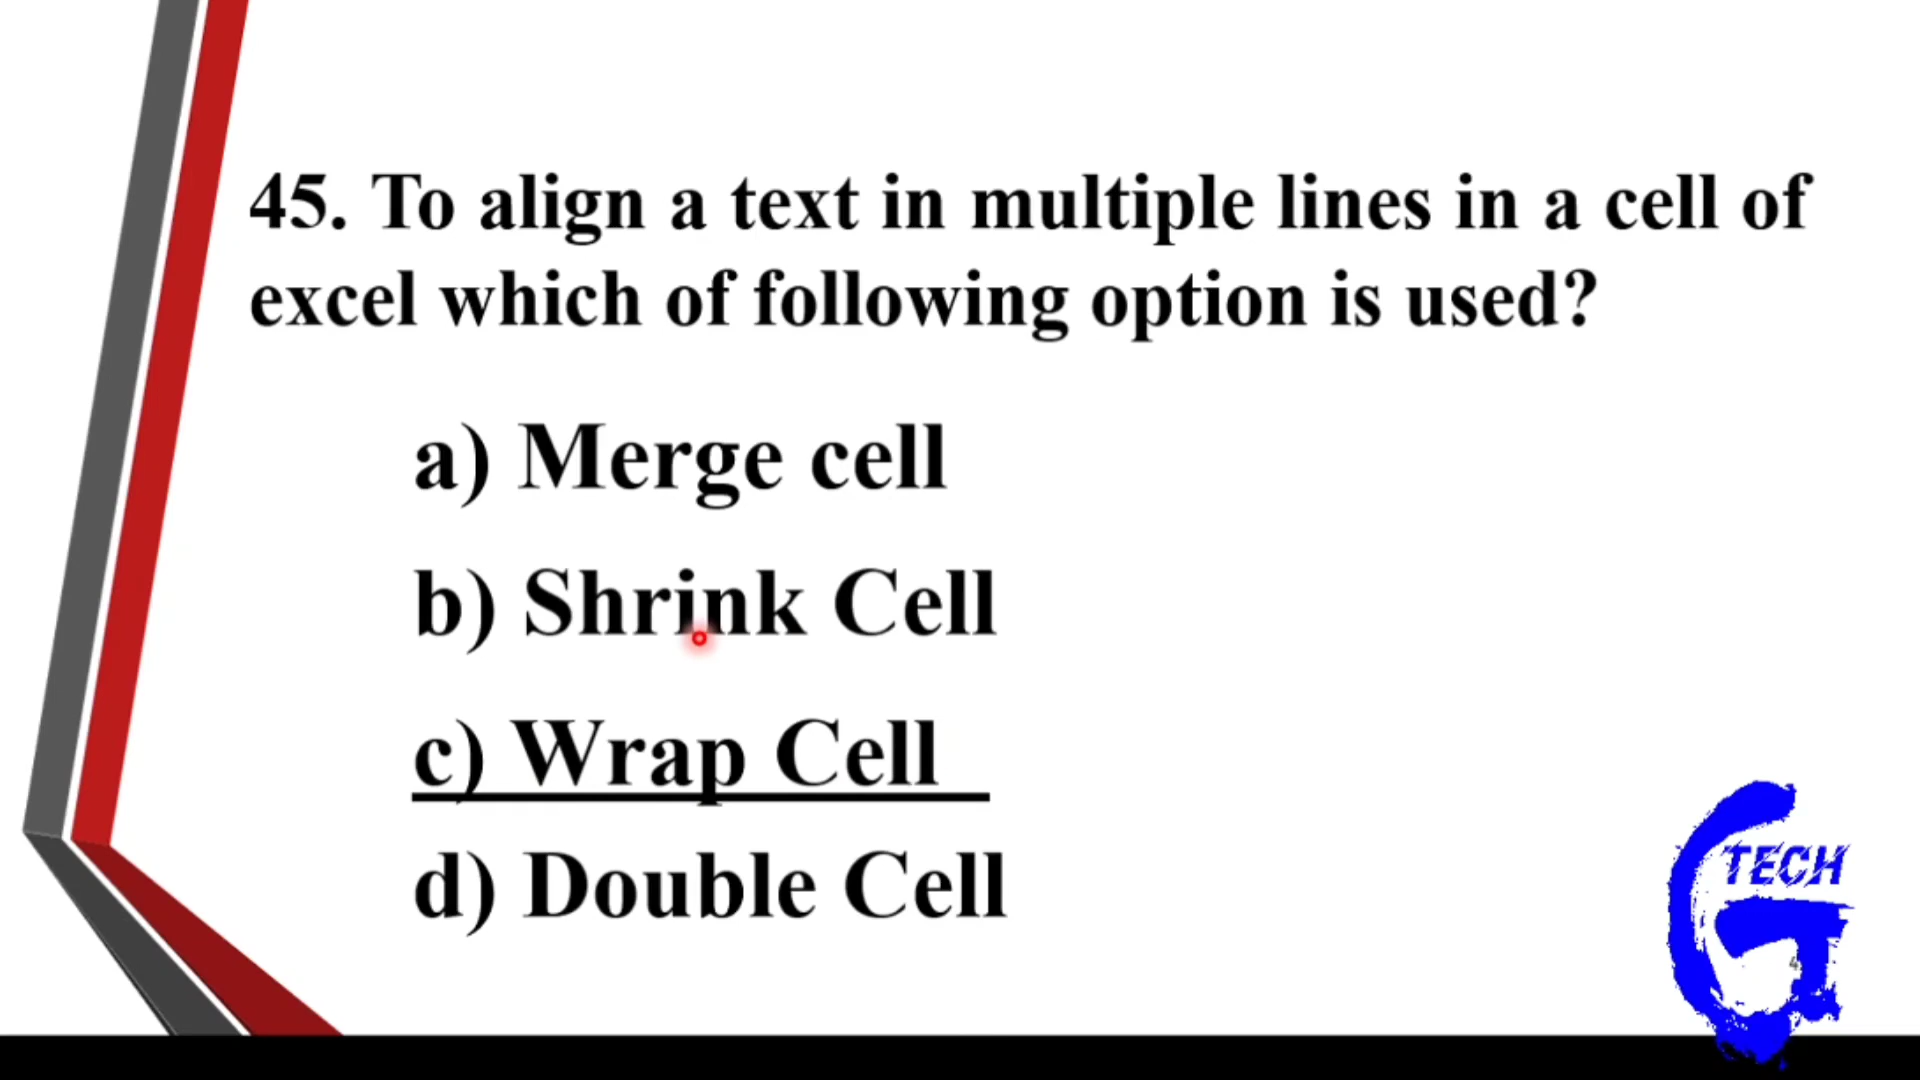 45. To align a text in multiple lines in a cell of
excel which of following option is used?
a) Merge cell
b) Shrink Cell
c) Wrap Cell
d) Double Cell
TECH